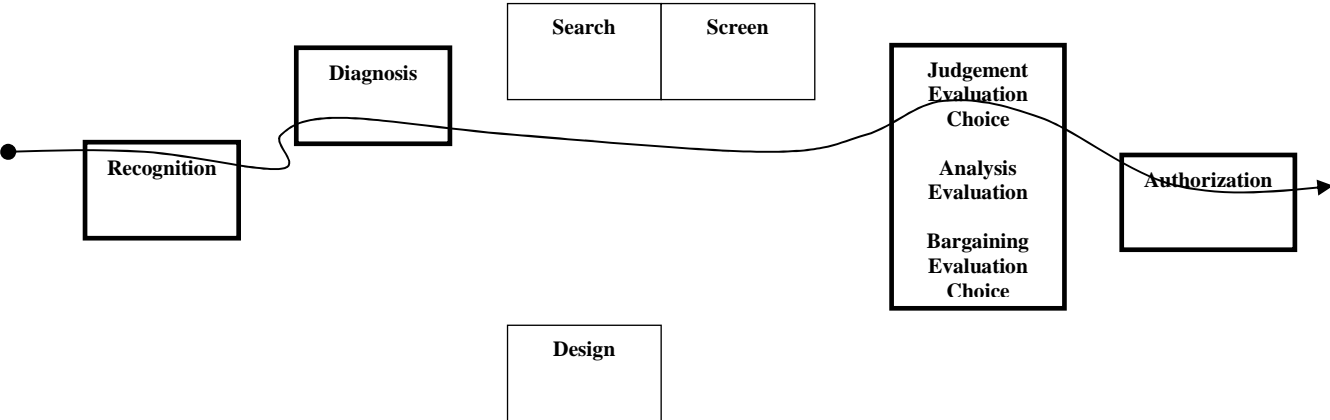 Search
Screen
Diagnosis
Judgement
Evaluation
Choice
Recognition
Analysis
Evaluation
Authorization
Bargaining
Evaluation
Choice
Design